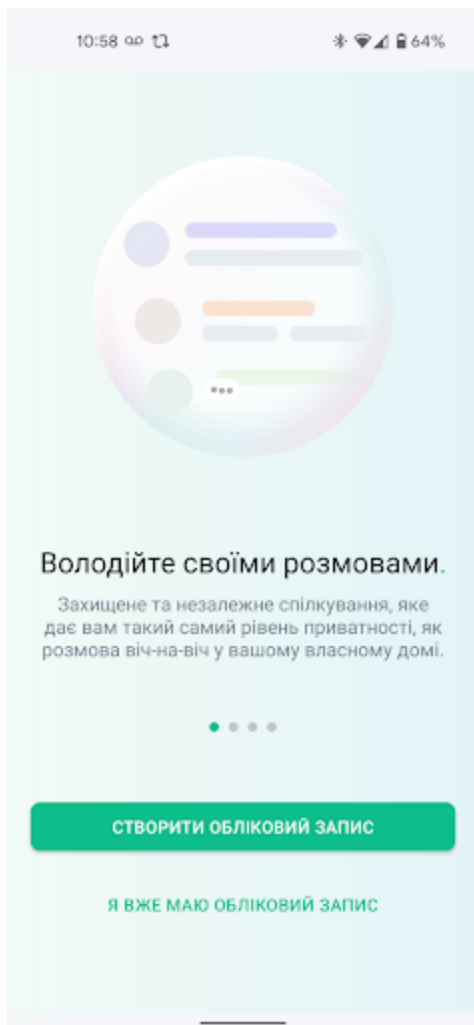 10:58
64%
Володійте своїми розмовами.
Захищене та незалежне спілкування, яке
дає вам такий самий рівень приватності, як
розмова віч-на-віч у вашому власному домі.
СТВОРИТИ ОБЛІКОВИЙ ЗАПИС
Я ВЖЕ МАЮ ОБЛІКОВИЙ ЗАПИС